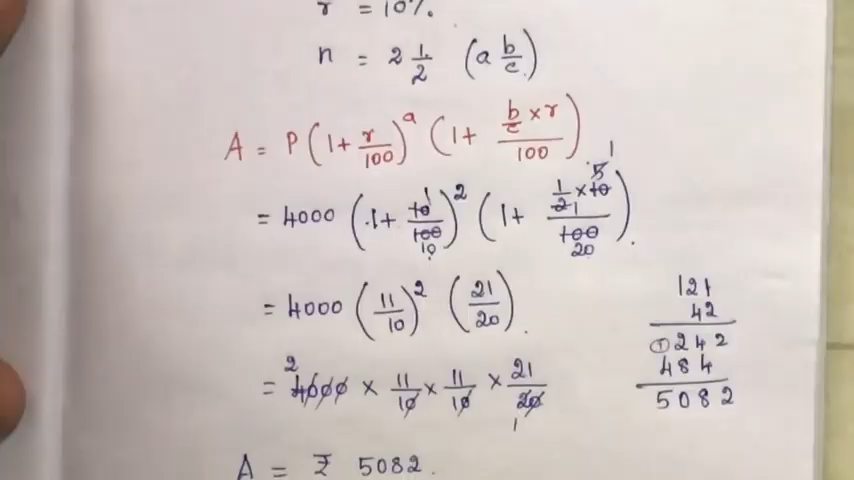 r = 10%.
n = 2 1/2 (a b/c)
A = P(1 + r/100)^a (1 + (b/c × r)/100)
= 4000 (1 + 10/100)^2 (1 + (1/2 × 10)/100).
= 4000 (11/10)^2 (21/20).
= 4000 × 11/10 × 11/10 × 21/20
A = ₹ 5082.
121
42
① 242
484
5082